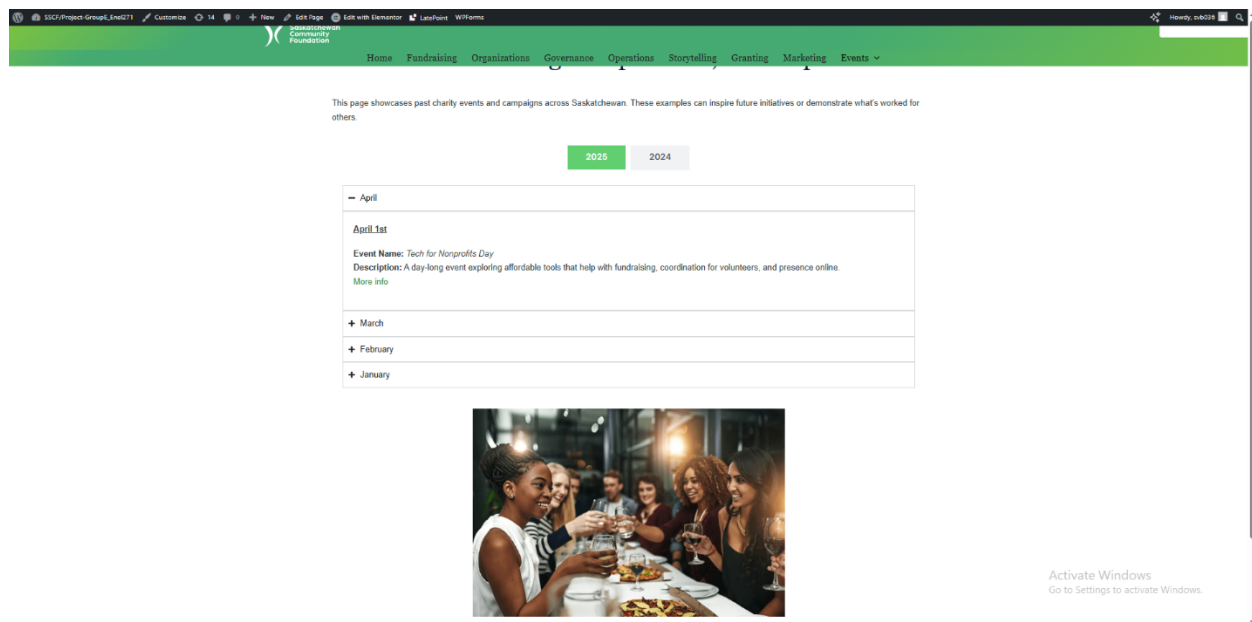 SSCF/Project-GroupE_Enel271 Customize 14 0 New Edit Page Edit with Elementor LatePoint WPForms Howdy, svb036
Saskatchewan
Community
Foundation
Home Fundraising Organizations Governance Operations Storytelling Granting Marketing Events
This page showcases past charity events and campaigns across Saskatchewan. These examples can inspire future initiatives or demonstrate what's worked for
others.
2025 2024
April
April 1st
Event Name: Tech for Nonprofits Day
Description: A day-long event exploring affordable tools that help with fundraising, coordination for volunteers, and presence online.
More info
March
February
January
Activate Windows
Go to Settings to activate Windows.